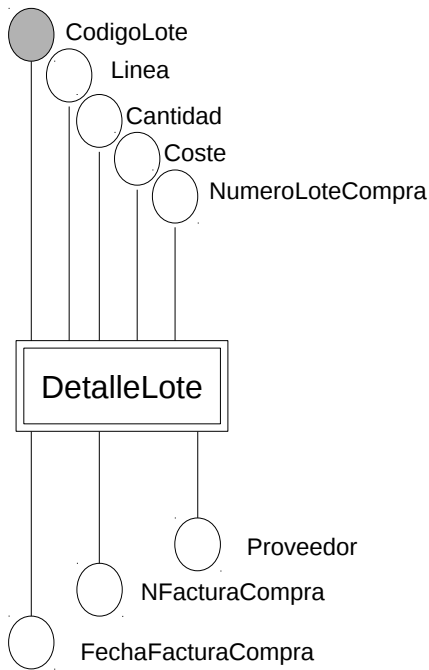 CodigoLote
Linea
Cantidad
Coste
NumeroLoteCompra
DetalleLote
Proveedor
NFacturaCompra
FechaFacturaCompra